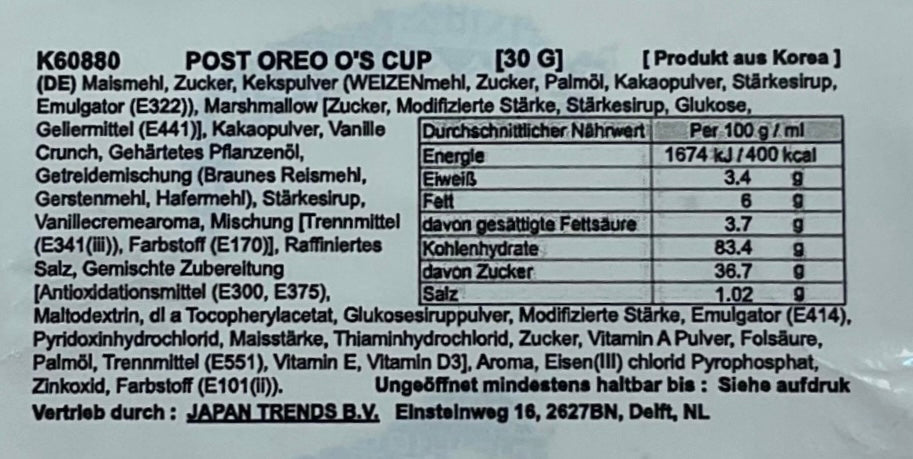 K60880 POST OREO O'S CUP [30 G] [ Produkt aus Korea ]
(DE) Maismehl, Zucker, Kekspulver (WEIZENmehl, Zucker, Palmöl, Kakaopulver, Stärkesirup,
Emulgator (E322)), Marshmallow [Zucker, Modifizierte Stärke, Stärkesirup, Glukose,
Geliermittel (E441)], Kakaopulver, Vanille
Crunch, Gehärtetes Pflanzenöl,
Getreidemischung (Braunes Reismehl,
Gerstenmehl, Hafermehl), Stärkesirup,
Vanillecremearoma, Mischung [Trennmittel
(E341(iii)), Farbstoff (E170)], Raffiniertes
Salz, Gemischte Zubereitung
[Antioxidationsmittel (E300, E375),
Durchschnittlicher Nährwert Per 100 g / ml
Energie 1674 kJ / 400 kcal
Eiweiß 3.4 g
Fett 6 g
davon gesättigte Fettsäure 3.7 g
Kohlenhydrate 83.4 g
davon Zucker 36.7 g
Salz 1.02 g
Maltodextrin, dl a Tocopherylacetat, Glukosesiruppulver, Modifizierte Stärke, Emulgator (E414),
Pyridoxinhydrochlorid, Maisstärke, Thiaminhydrochlorid, Zucker, Vitamin A Pulver, Folsäure,
Palmöl, Trennmittel (E551), Vitamin E, Vitamin D3], Aroma, Eisen(III) chlorid Pyrophosphat,
Zinkoxid, Farbstoff (E101(ii)). Ungeöffnet mindestens haltbar bis : Siehe aufdruk
Vertrieb durch : JAPAN TRENDS B.V. Einsteinweg 16, 2627BN, Delft, NL